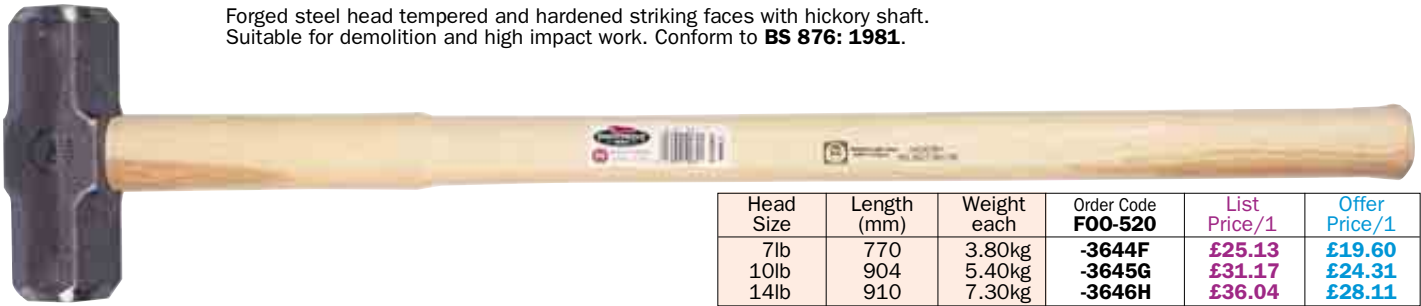 Forged steel head tempered and hardened striking faces with hickory shaft.
Suitable for demolition and high impact work. Conform to BS 876: 1981.
Head Size Length (mm) Weight each Order Code F00-520 List Price/1 Offer Price/1
7lb 770 3.80kg -3644F £25.13 £19.60
10lb 904 5.40kg -3645G £31.17 £24.31
14lb 910 7.30kg -3646H £36.04 £28.11